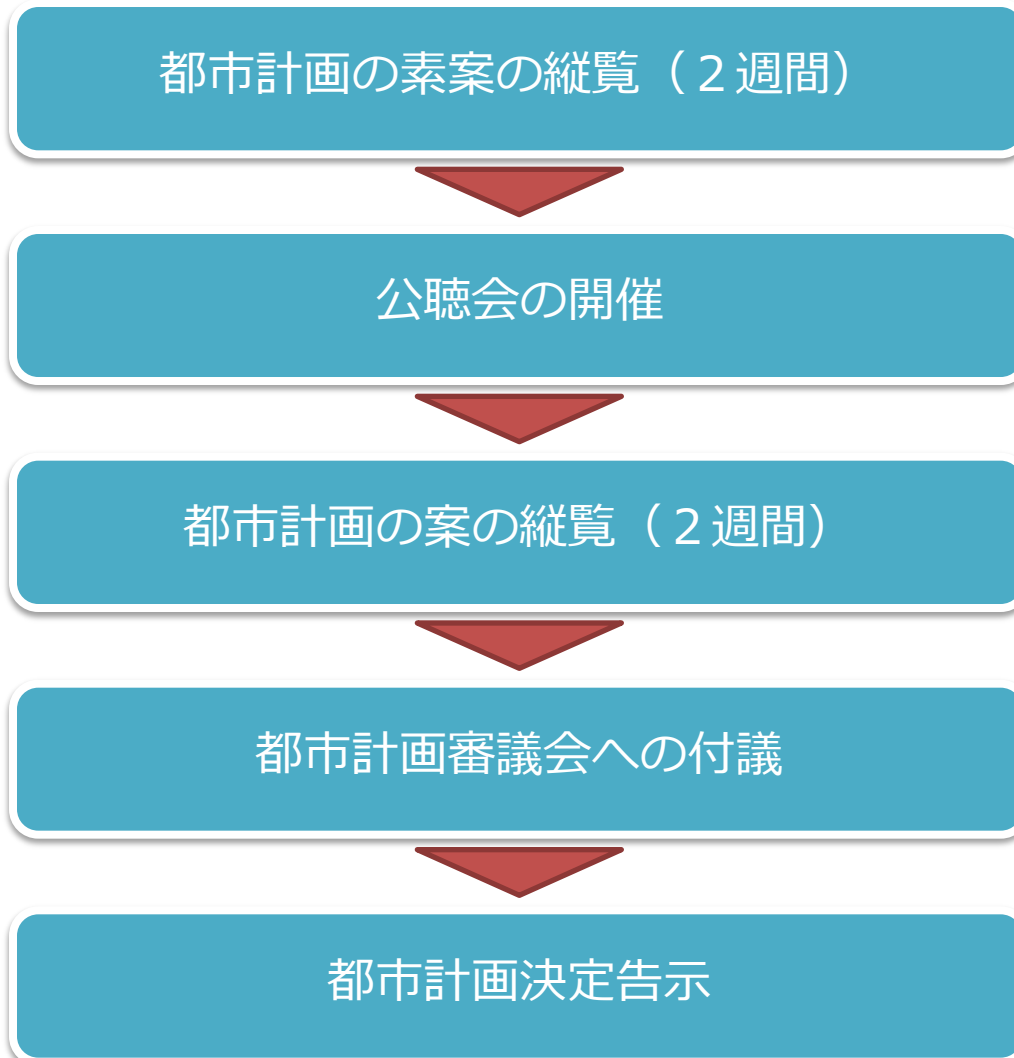 都市計画の素案の縦覧（2週間）
公聴会の開催
都市計画の案の縦覧（2週間）
都市計画審議会への付議
都市計画決定告示